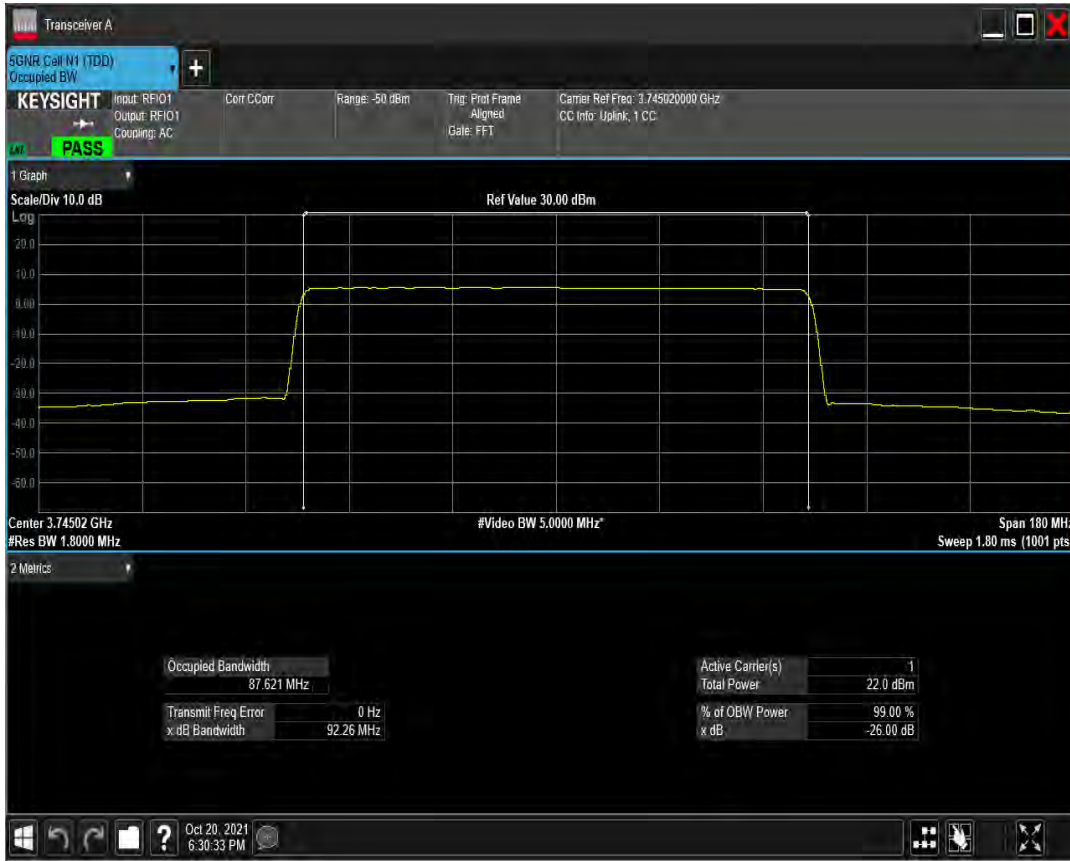 Transceiver A
5GNR Cell N1 (TDD)
Occupied BW
+
KEYSIGHT
Input: RFIO1
Output: RFIO1
Coupling: AC
Corr CCorr
Range: -50 dBm
Trig: Prot Frame
Aligned
Gate: FFT
Carrier Ref Freq: 3.745020000 GHz
CC Info: Uplink, 1 CC
PASS
1 Graph
Scale/Div 10.0 dB
Ref Value 30.00 dBm
Log
20.0
10.0
0.00
-10.0
-20.0
-30.0
-40.0
-50.0
-60.0
Center 3.74502 GHz
#Video BW 5.0000 MHz*
Span 180 MHz
#Res BW 1.8000 MHz
Sweep 1.80 ms (1001 pts
2 Metrics
Occupied Bandwidth
87.621 MHz
Transmit Freq Error 0 Hz
x dB Bandwidth 92.26 MHz
Active Carrier(s) 1
Total Power 22.0 dBm
% of OBW Power 99.00 %
x dB -26.00 dB
?
Oct 20, 2021
6:30:33 PM